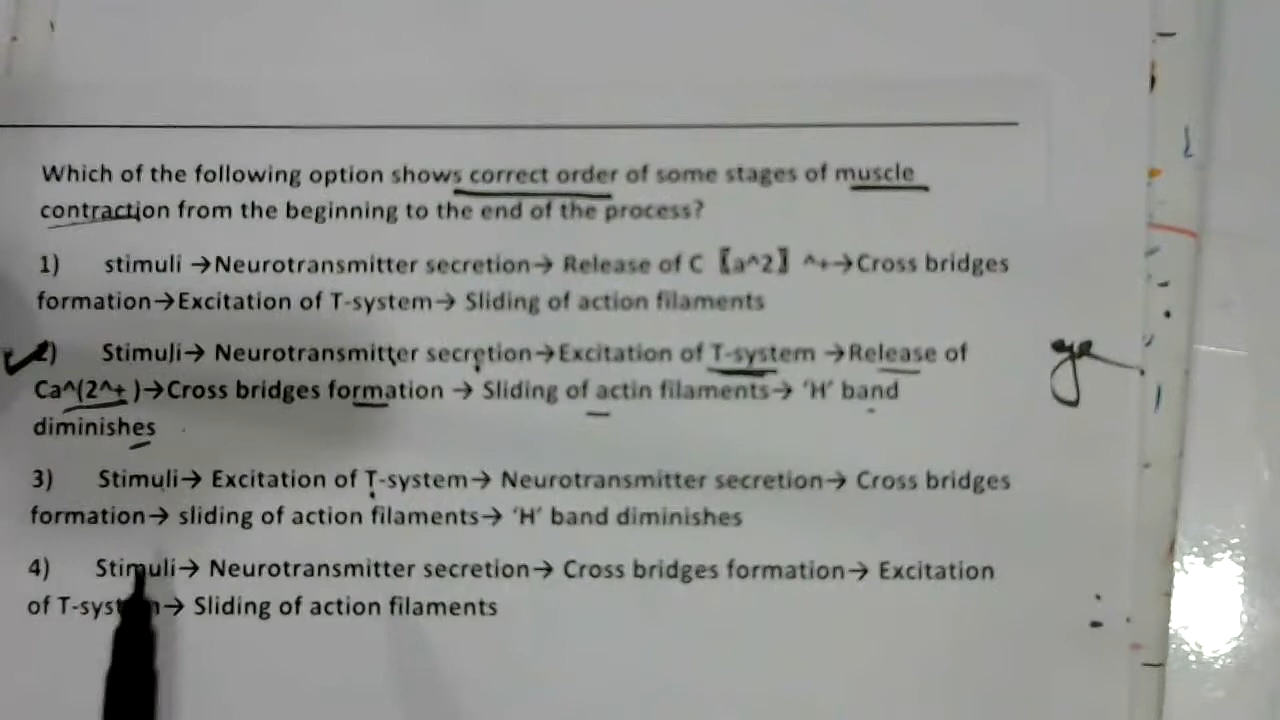 Which of the following option shows correct order of some stages of muscle
contraction from the beginning to the end of the process?
1) stimuli →Neurotransmitter secretion→ Release of C 〖a^2〗 ^+→Cross bridges
formation→Excitation of T-system→ Sliding of action filaments
2) Stimuli→ Neurotransmitter secretion→Excitation of T-system →Release of
Ca^(2^+ )→Cross bridges formation → Sliding of actin filaments→ ‘H’ band
diminishes
3) Stimuli→ Excitation of T-system→ Neurotransmitter secretion→ Cross bridges
formation→ sliding of action filaments→ ‘H’ band diminishes
4) Stimuli→ Neurotransmitter secretion→ Cross bridges formation→ Excitation
of T-system→ Sliding of action filaments